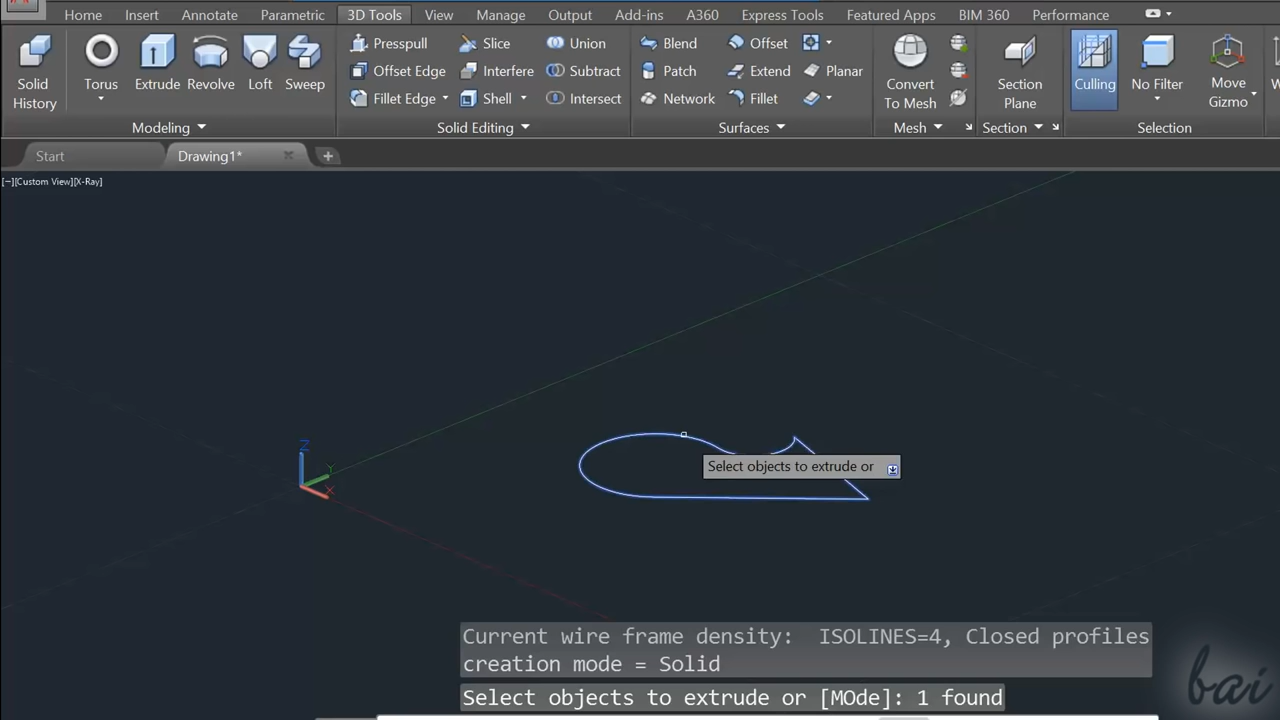 Home Insert Annotate Parametric 3D Tools View Manage Output Add-ins A360 Express Tools Featured Apps BIM 360 Performance
Presspull Slice Union Blend Offset
Offset Edge Interfere Subtract Patch Extend Planar
Solid History Torus Extrude Revolve Loft Sweep Fillet Edge Shell Intersect Network Fillet Convert To Mesh Section Plane Culling No Filter Move Gizmo
Modeling Solid Editing Surfaces Mesh Section Selection
Start Drawing1* +
[−][Custom View][X-Ray]
Z
Y
X
Select objects to extrude or
Current wire frame density: ISOLINES=4, Closed profiles
creation mode = Solid
Select objects to extrude or [MOde]: 1 found
bai